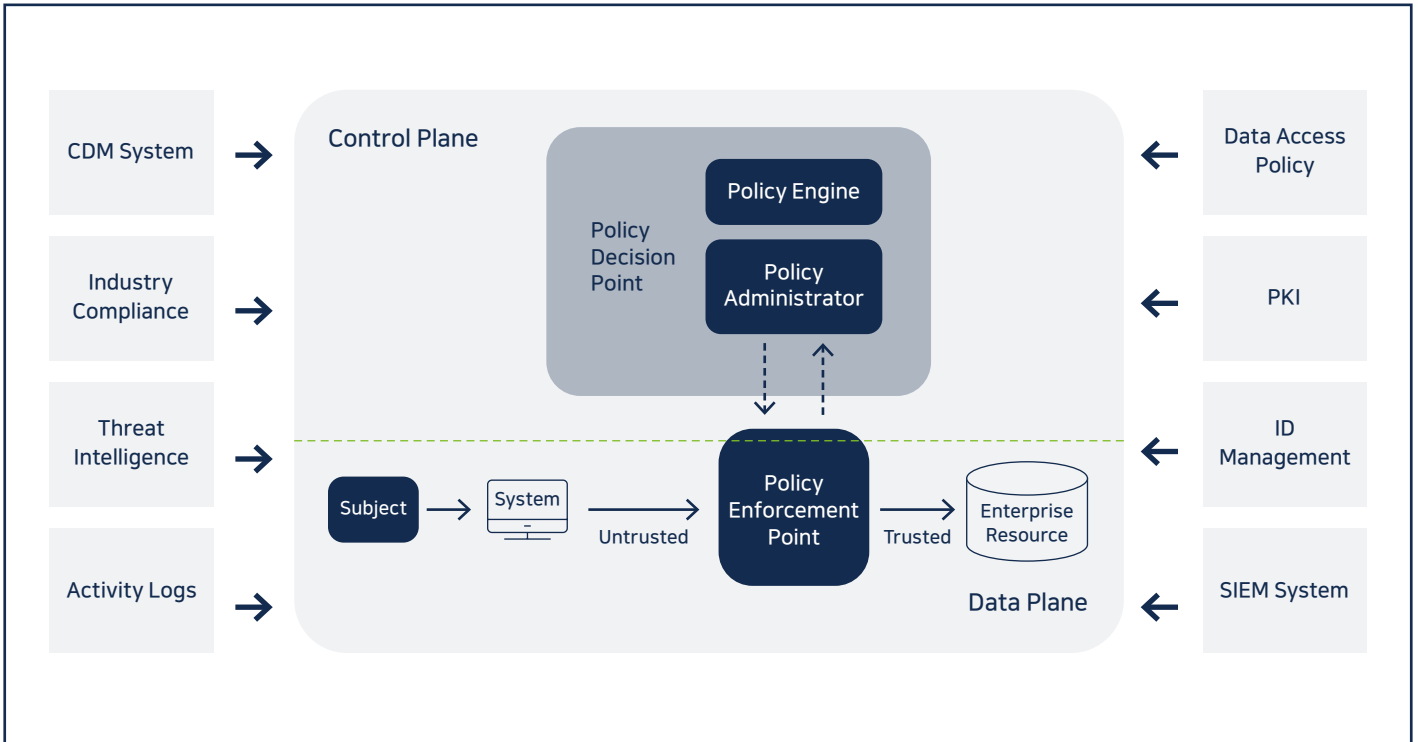 CDM System
Industry
Compliance
Threat
Intelligence
Activity Logs
Control Plane
Policy
Decision
Point
Policy Engine
Policy
Administrator
Subject
System
Untrusted
Policy
Enforcement
Point
Trusted
Enterprise
Resource
Data Plane
Data Access
Policy
PKI
ID
Management
SIEM System